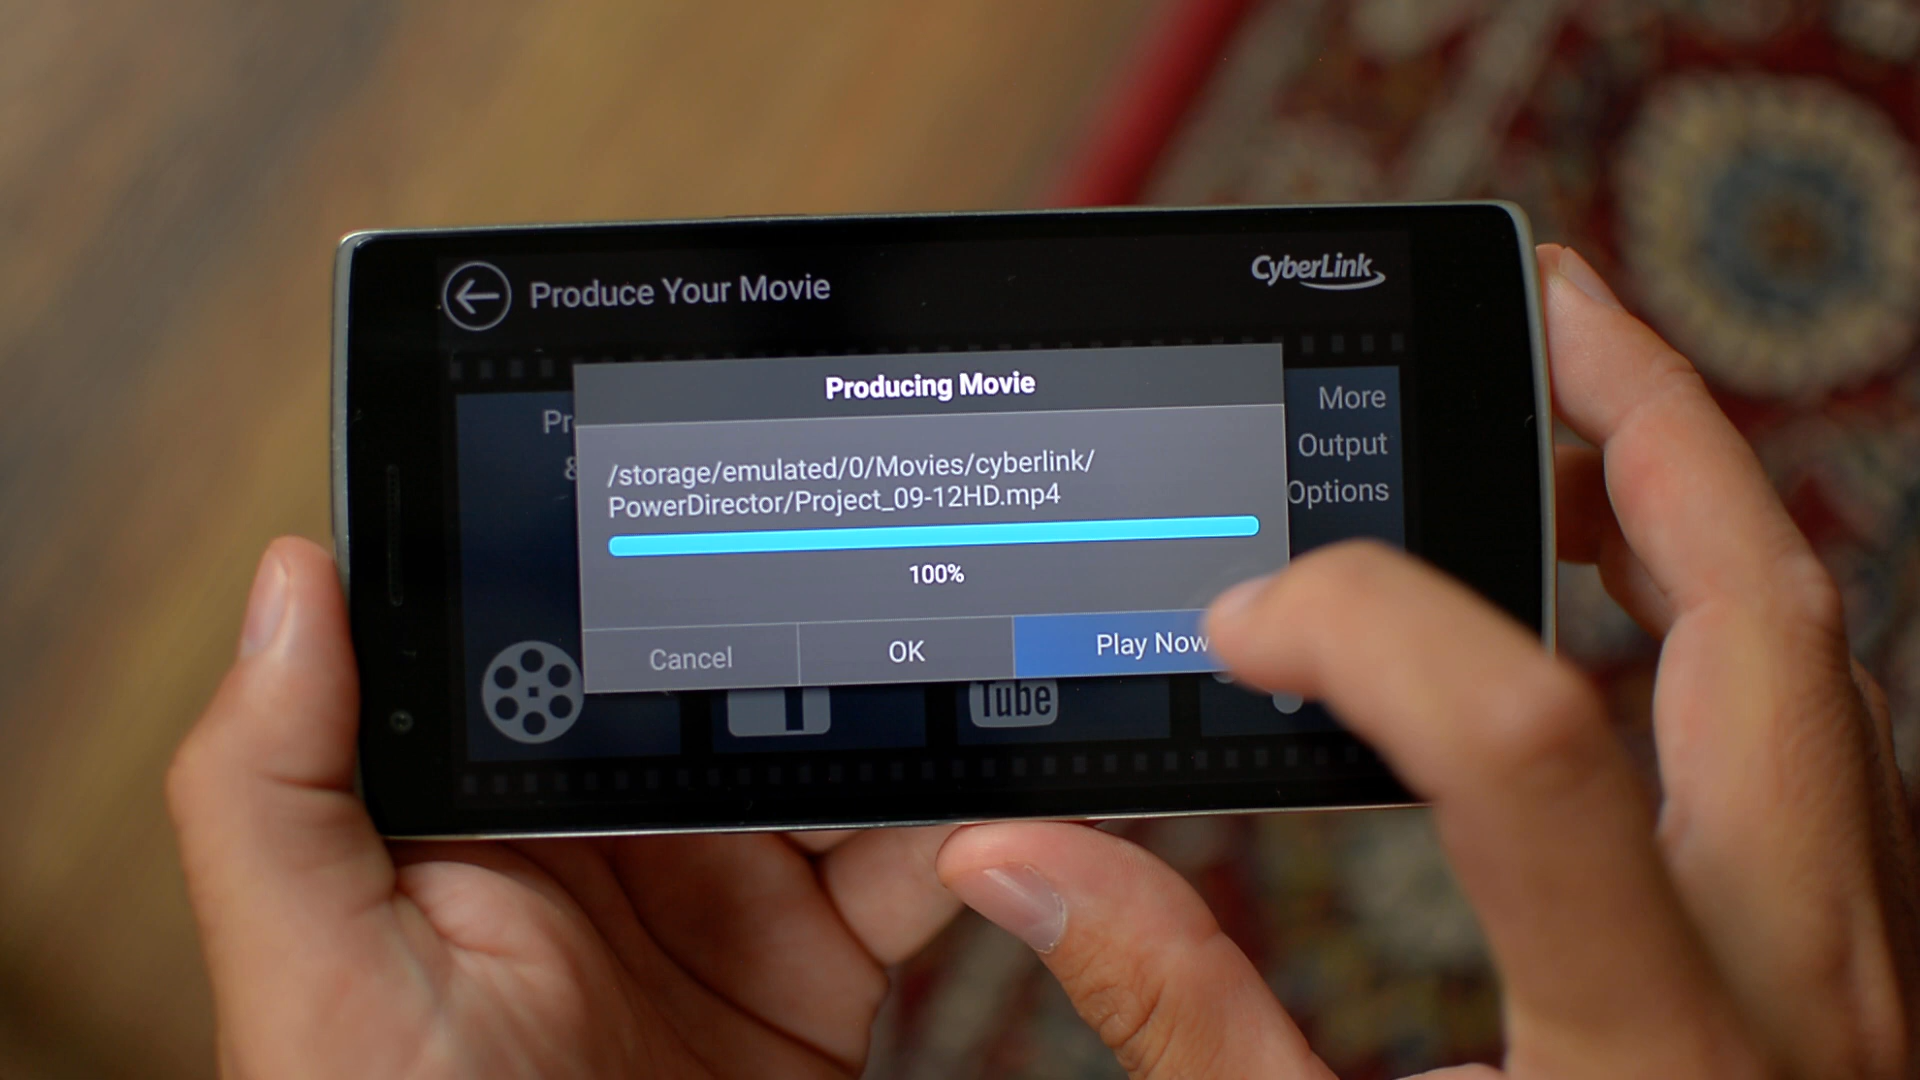 Produce Your Movie
CyberLink
Producing Movie
/storage/emulated/0/Movies/cyberlink/
PowerDirector/Project_09-12HD.mp4
100%
Cancel
OK
Play Now
More
Output
Options
Tube